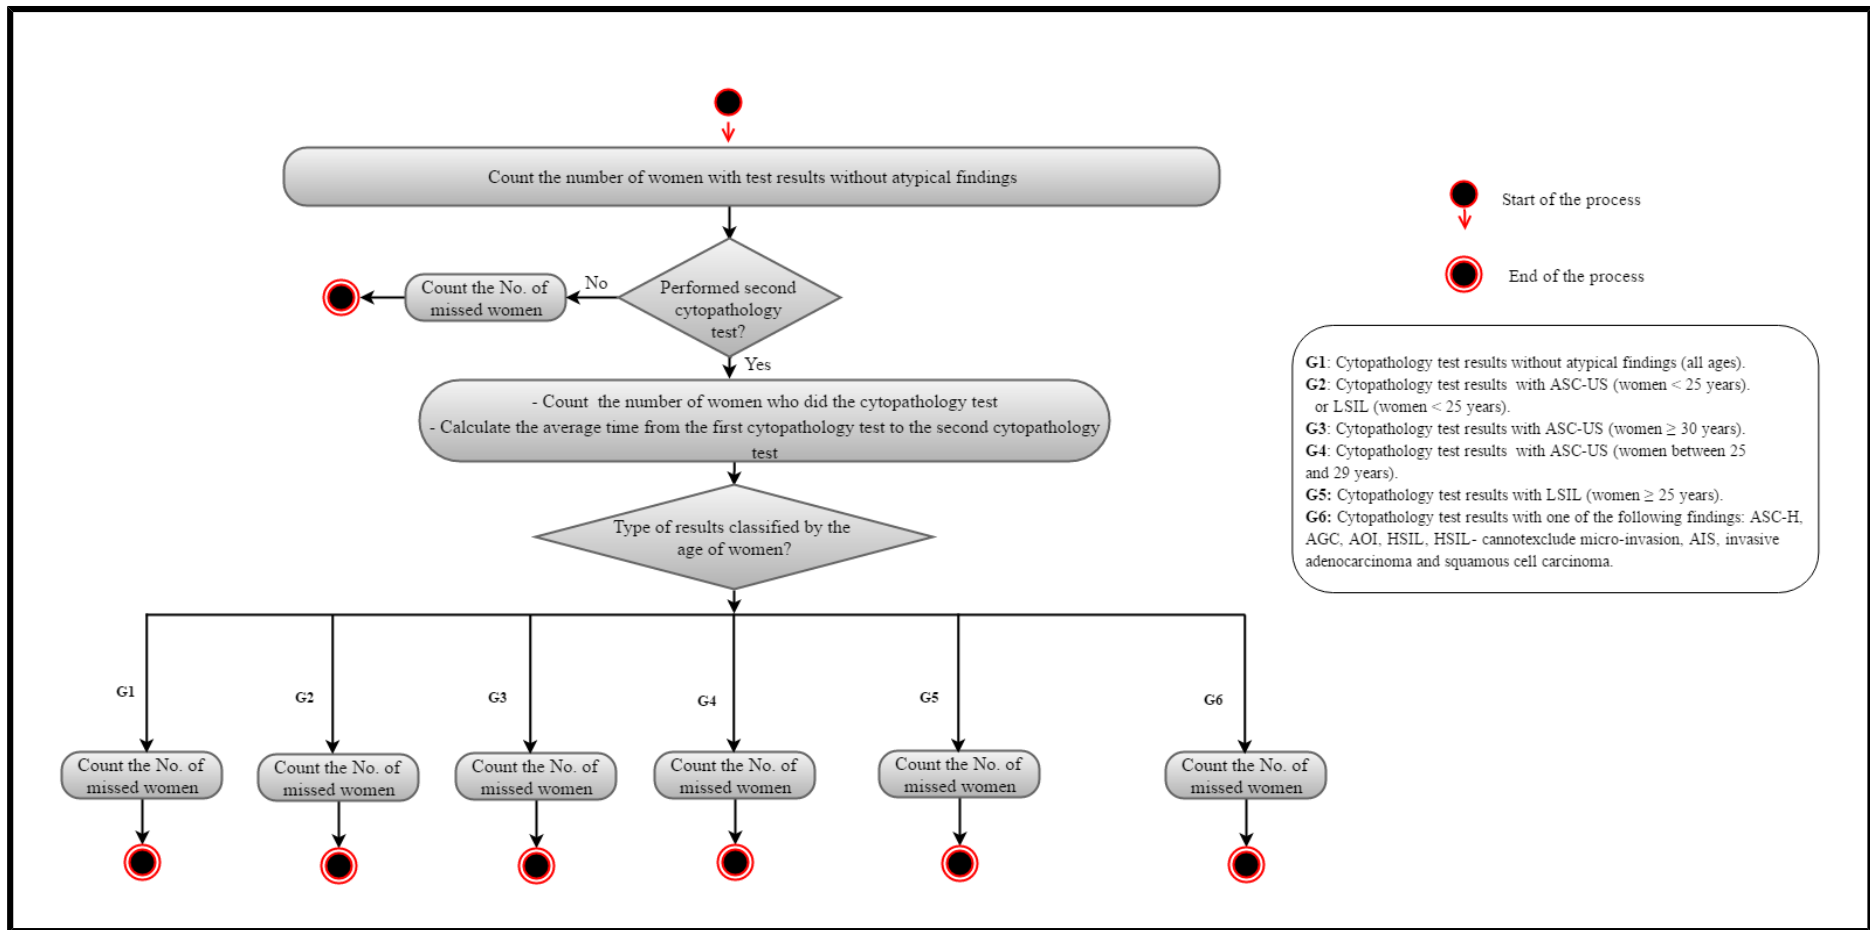 Count the number of women with test results without atypical findings
Performed second
cytopathology
test?
No
Count the No. of
missed women
Yes
- Count the number of women who did the cytopathology test
- Calculate the average time from the first cytopathology test to the second cytopathology
test
Type of results classified by the
age of women?
G1
G2
G3
G4
G5
G6
Count the No. of
missed women
Count the No. of
missed women
Count the No. of
missed women
Count the No. of
missed women
Count the No. of
missed women
Count the No. of
missed women
Start of the process
End of the process
G1: Cytopathology test results without atypical findings (all ages).
G2: Cytopathology test results with ASC-US (women < 25 years).
or LSIL (women < 25 years).
G3: Cytopathology test results with ASC-US (women ≥ 30 years).
G4: Cytopathology test results with ASC-US (women between 25
and 29 years).
G5: Cytopathology test results with LSIL (women ≥ 25 years).
G6: Cytopathology test results with one of the following findings: ASC-H,
AGC, AOI, HSIL, HSIL- cannotexclude micro-invasion, AIS, invasive
adenocarcinoma and squamous cell carcinoma.